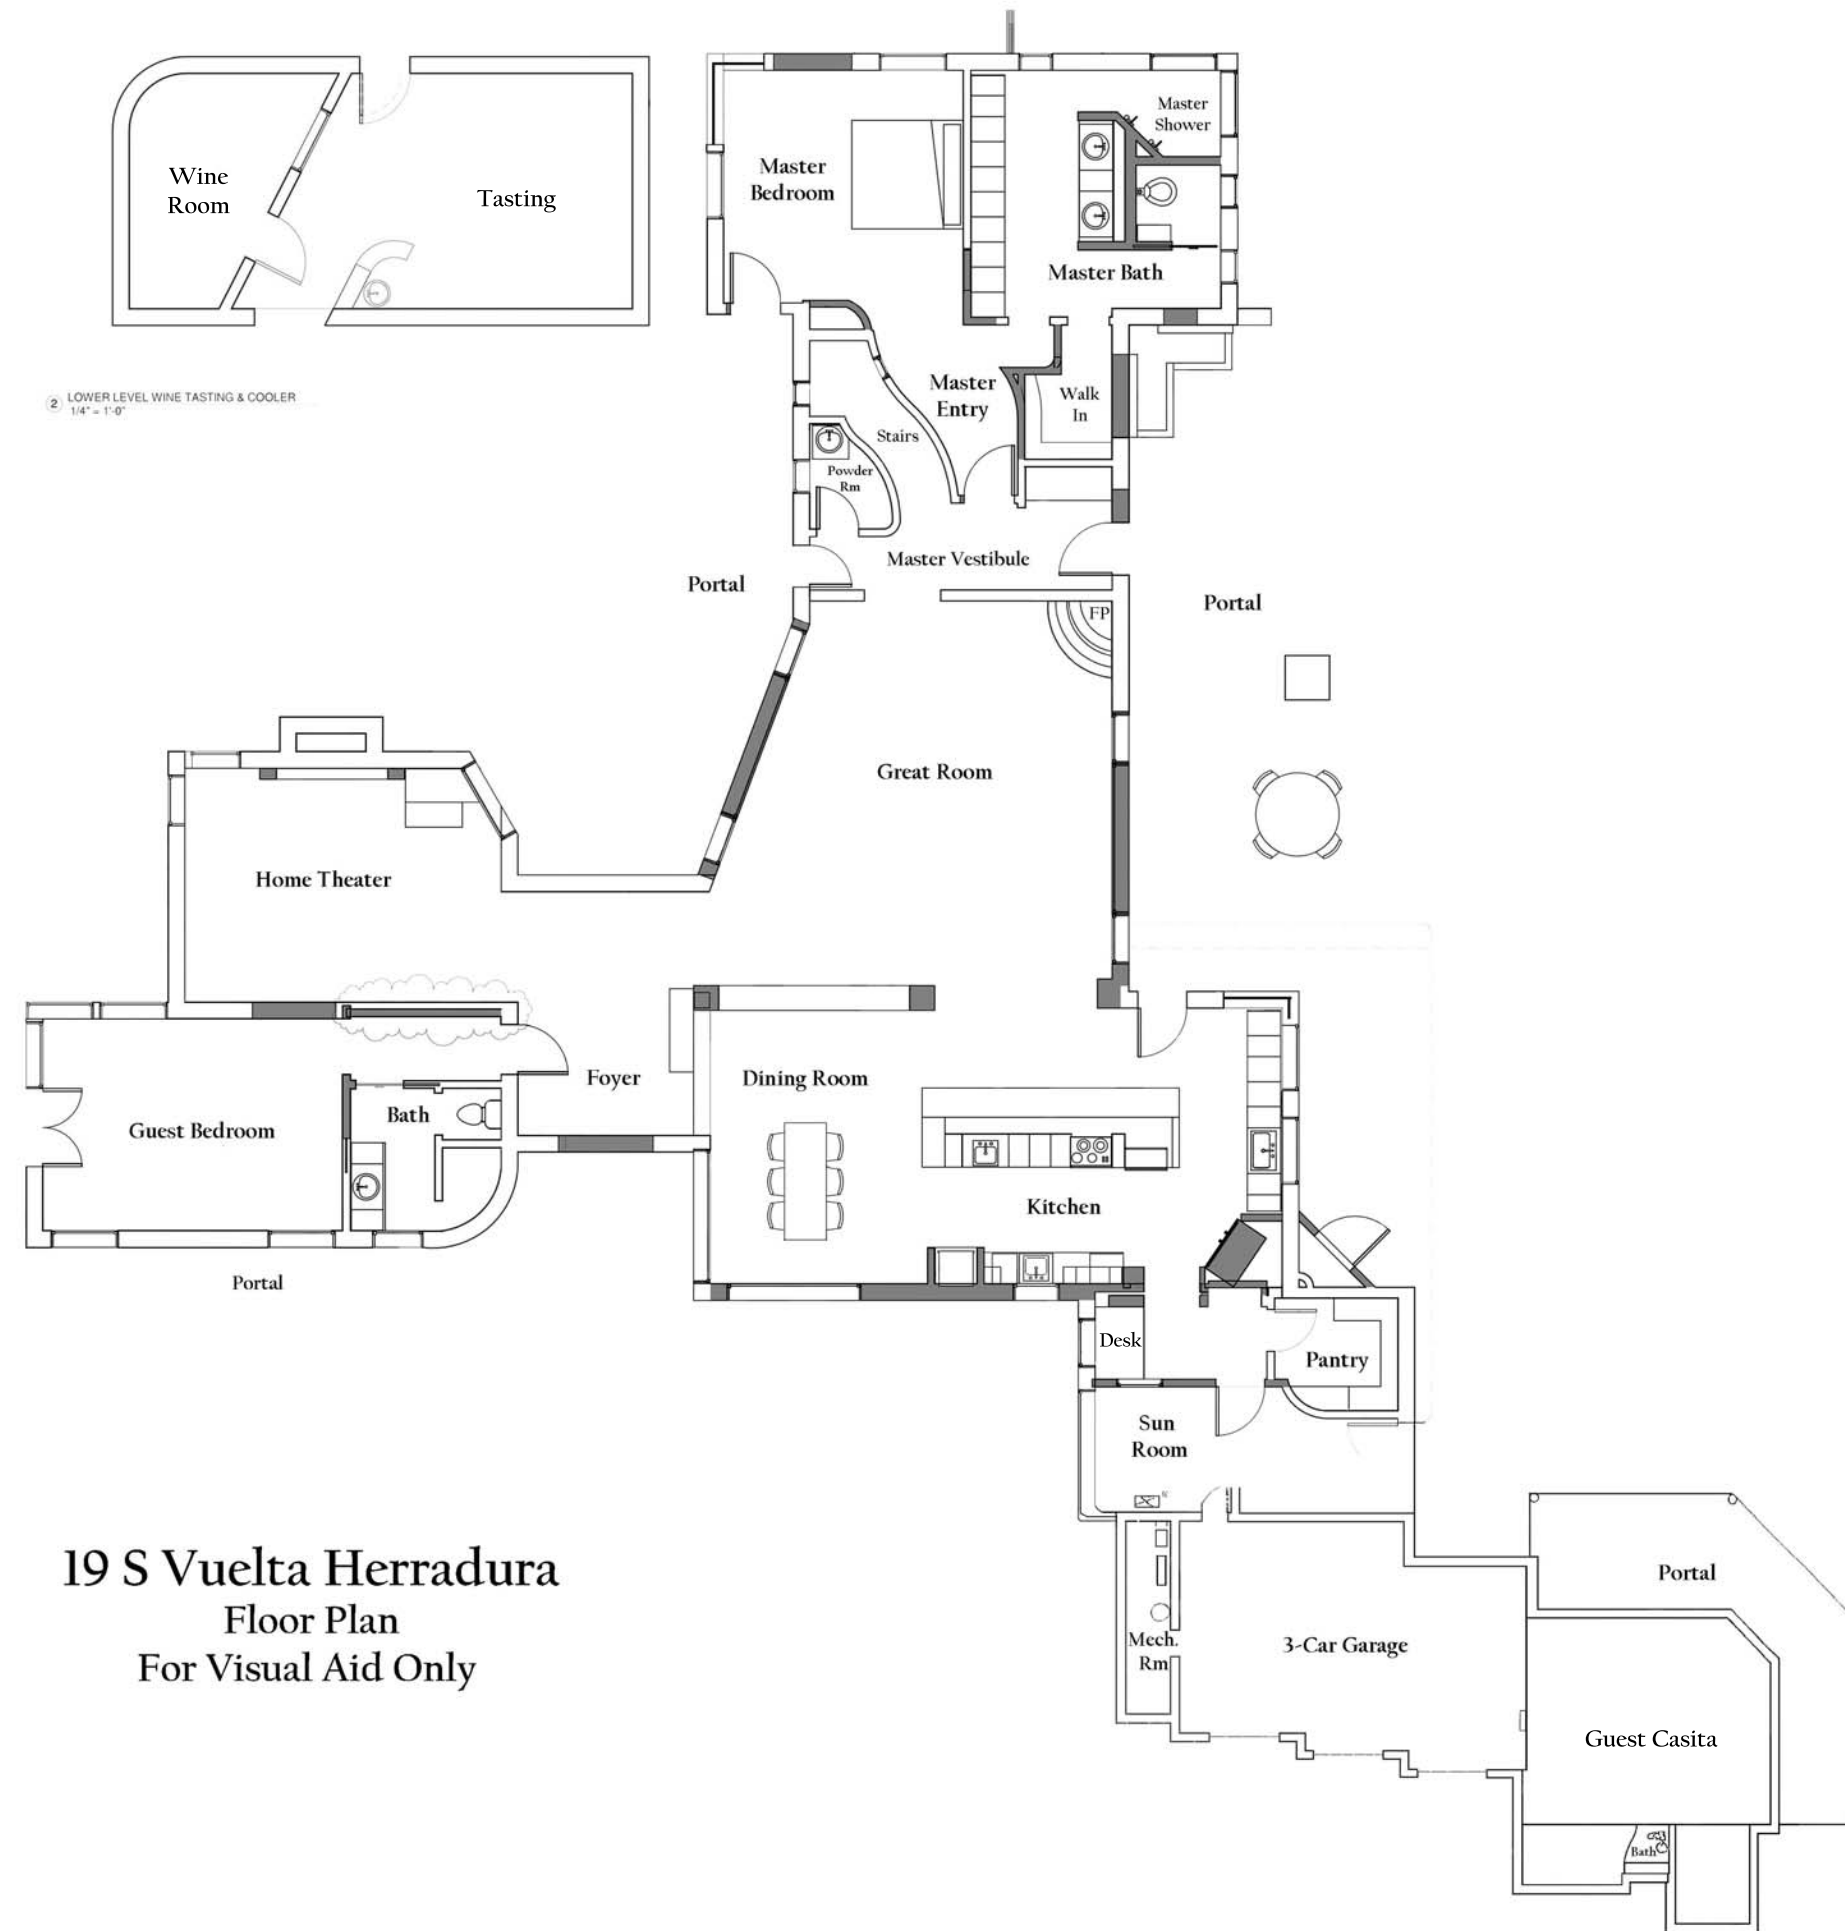 Master
Shower
Wine
Room
Tasting
Master
Bedroom
Master Bath
2 LOWER LEVEL WINE TASTING & COOLER
1/4" = 1'-0"
Master
Entry
Walk
In
Stairs
Powder
Rm
Master Vestibule
Portal
Portal
FP
Great Room
Home Theater
Foyer
Dining Room
Bath
Guest Bedroom
Kitchen
Portal
Desk
Pantry
Sun
Room
19 S Vuelta Herradura
Floor Plan
For Visual Aid Only
Portal
Mech.
Rm
3-Car Garage
Guest Casita
Bath